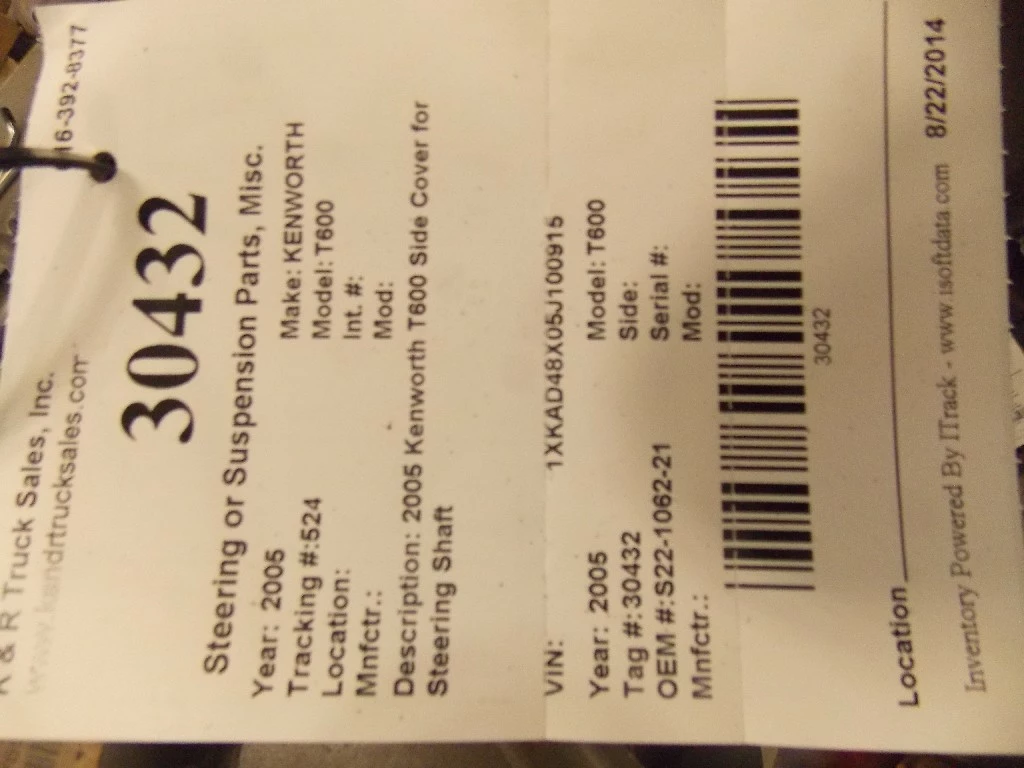 & R Truck Sales, Inc.
16-392-8377
www.kandrtrucksales.com
30432
Steering or Suspension Parts, Misc.
Year: 2005 Make: KENWORTH
Tracking #:524 Model: T600
Location: Int. #:
Mnfctr.: Mod:
Description: 2005 Kenworth T600 Side Cover for
Steering Shaft
VIN: 1XKAD48X05J100915
Year: 2005 Model: T600
Tag #:30432 Side:
OEM #:S22-1062-21 Serial #:
Mnfctr.: Mod:
30432
Location
Inventory Powered By ITrack - www.isoftdata.com 8/22/2014